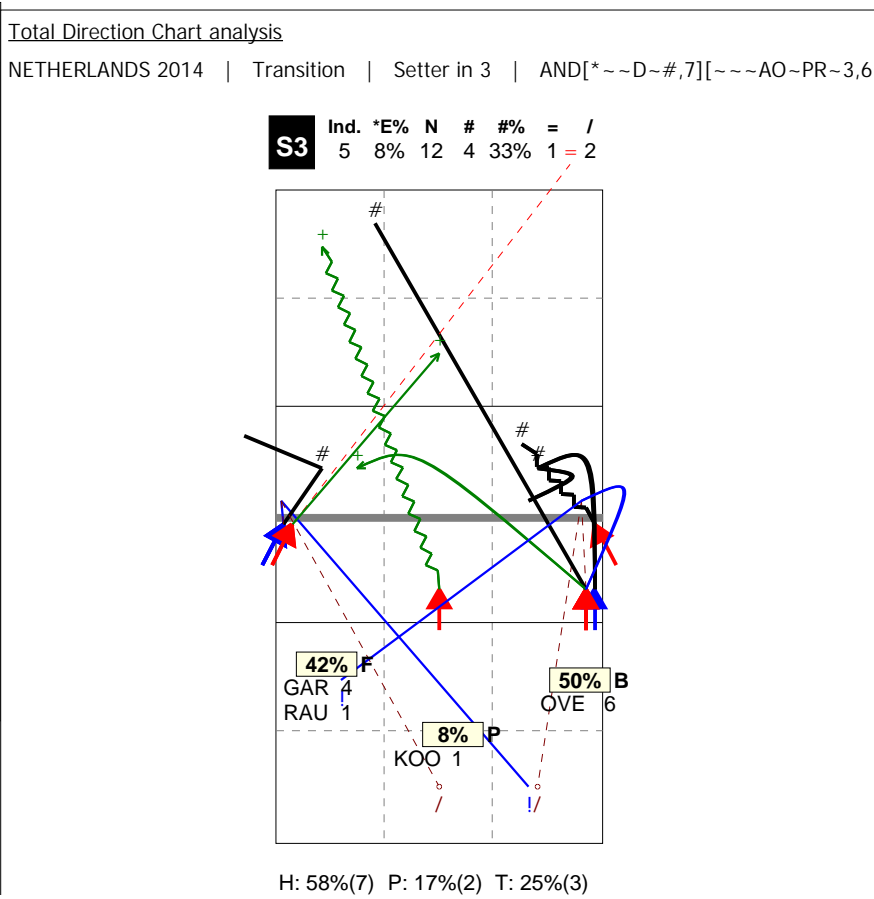 Total Direction Chart analysis
NETHERLANDS 2014 | Transition | Setter in 3 | AND[*~~D~#,7][~~~AO~PR~3,6
S3
Ind. *E% N # #% = /
5 8% 12 4 33% 1 = 2
#
+
+
#
# + #
42% F
GAR 4
RAU 1
!
50% B
OVE 6
8% P
KOO 1
/ ! /
H: 58%(7) P: 17%(2) T: 25%(3)